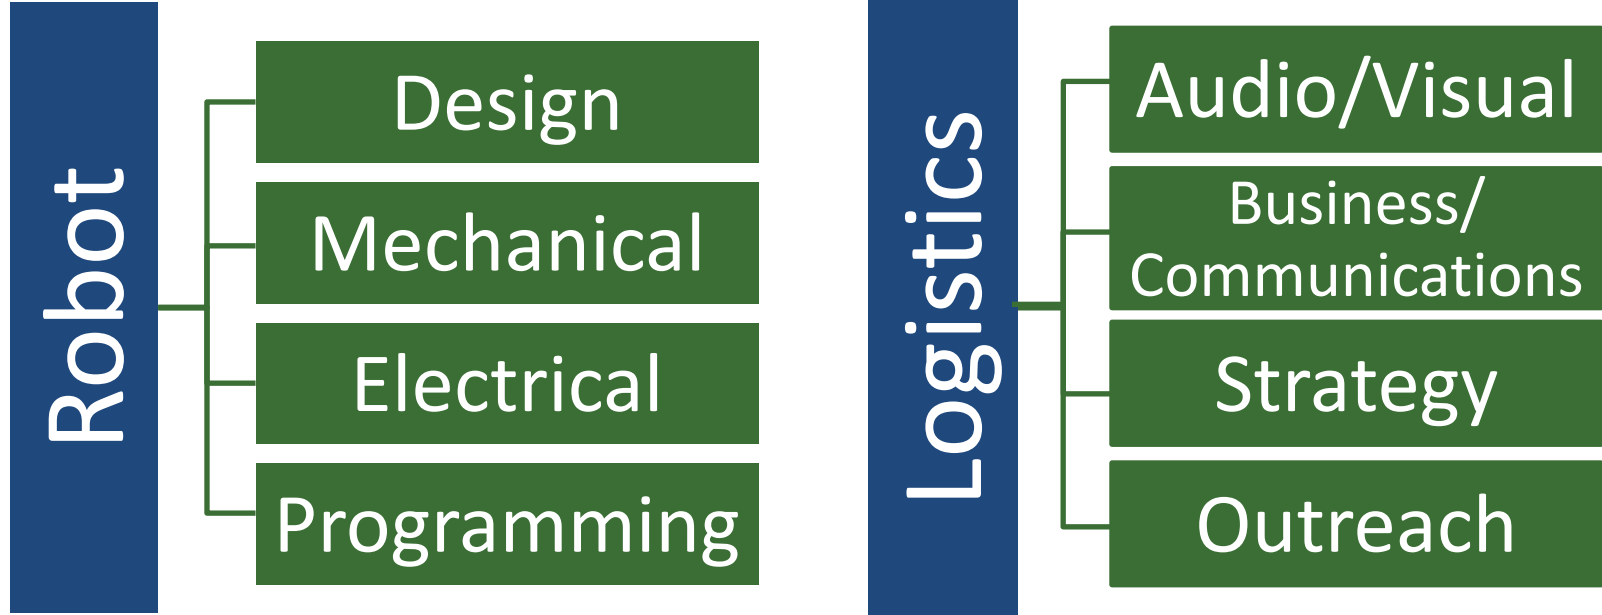 Robot
Design
Mechanical
Electrical
Programming
Logistics
Audio/Visual
Business/
Communications
Strategy
Outreach